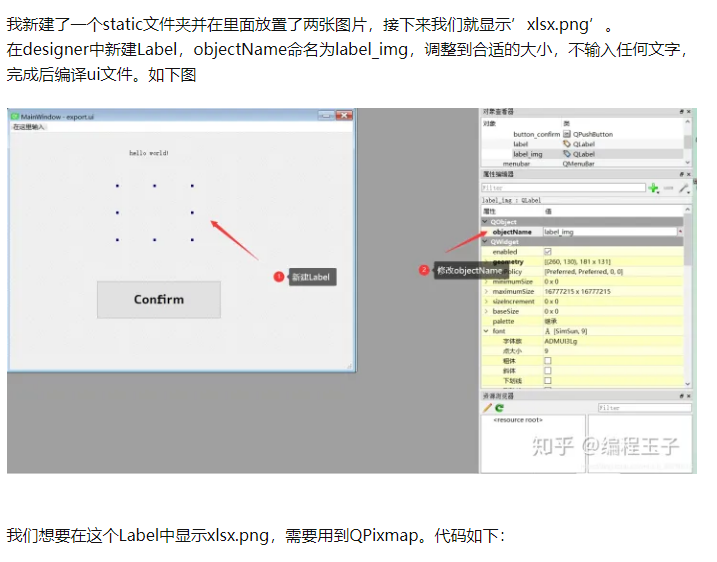 我新建了一个static文件夹并在里面放置了两张图片，接下来我们就显示’xlsx.png’。
在designer中新建Label，objectName命名为label_img，调整到合适的大小，不输入任何文字，
完成后编译ui文件。如下图
MainWindow - export.ui
在这里输入
hello world!
1 新建Label
Confirm
对象查看器
对象 类
button_confirm QPushButton
label QLabel
label_img QLabel
menubar QMenuBar
属性编辑器
Filter
label_img : QLabel
属性 值
QObject
objectName label_img
QWidget
enabled
2 修改objectName
geometry [(260, 130), 181 x 131]
Policy [Preferred, Preferred, 0, 0]
minimumSize 0 x 0
maximumSize 16777215 x 16777215
sizeIncrement 0 x 0
baseSize 0 x 0
palette 继承
font A [SimSun, 9]
字体族 ADMUI3Lg
点大小 9
粗体
斜体
下划线
资源浏览器
Filter
<resource root>
知乎 @编程玉子
我们想要在这个Label中显示xlsx.png，需要用到QPixmap。代码如下：